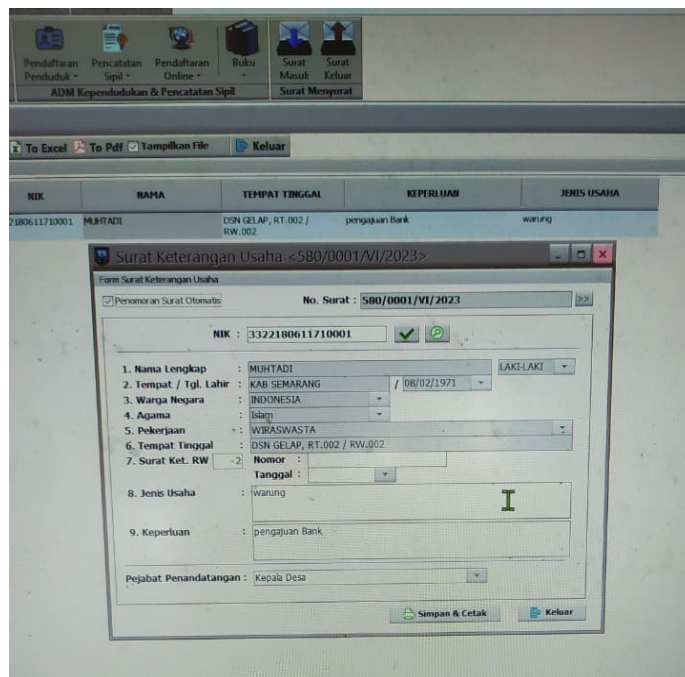 Pendaftaran Penduduk
Pencatatan Sipil
Pendaftaran Online
Buku
Surat Masuk
Surat Keluar
ADM Kependudukan & Pencatatan Sipil
Surat Menyurat
To Excel To Pdf Tampilkan File Keluar
NIK NAMA TEMPAT TINGGAL KEPERLUAN JENIS USAHA
2180611710001 MUHTADI DSN GELAP, RT.002 / RW.002 pengajuan Bank warung
Surat Keterangan Usaha <580/0001/VI/2023>
Form Surat Keterangan Usaha
Penomoran Surat Otomatis No. Surat : 580/0001/VI/2023 >>
NIK : 3322180611710001
1. Nama Lengkap : MUHTADI LAKI-LAKI
2. Tempat / Tgl. Lahir : KAB SEMARANG / 08/02/1971
3. Warga Negara : INDONESIA
4. Agama : Islam
5. Pekerjaan : WIRASWASTA
6. Tempat Tinggal : DSN GELAP, RT.002 / RW.002
7. Surat Ket. RW -2 Nomor :
Tanggal :
8. Jenis Usaha : warung
9. Keperluan : pengajuan Bank
Pejabat Penandatangan : Kepala Desa
Simpan & Cetak Keluar